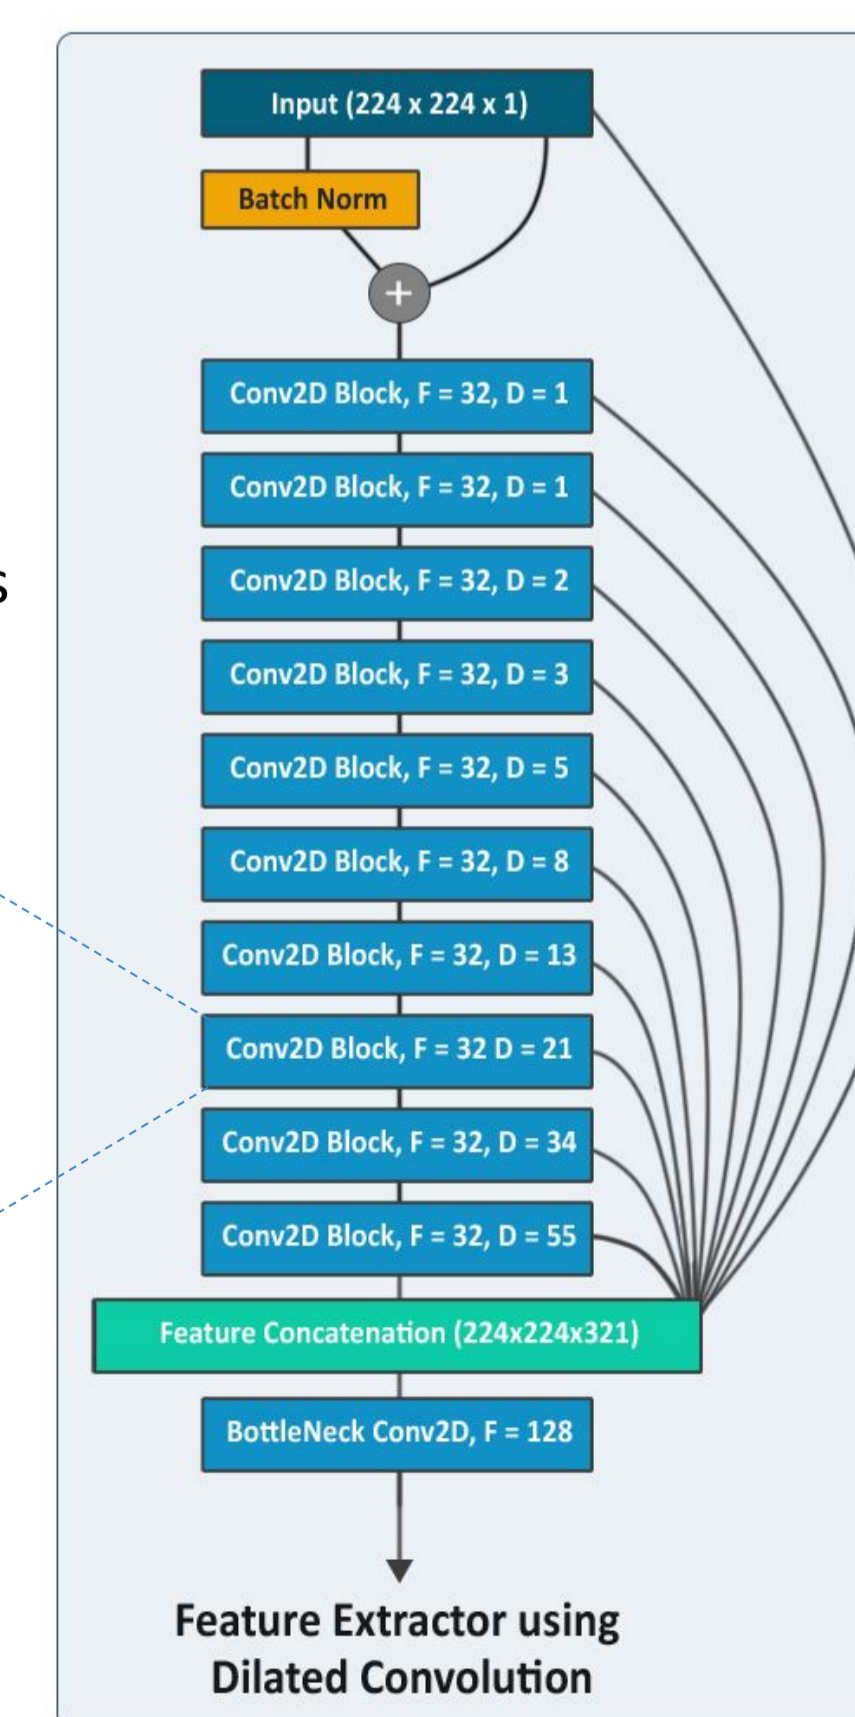 Input (224 x 224 x 1)
Batch Norm
+
Conv2D Block, F = 32, D = 1
Conv2D Block, F = 32, D = 1
s
Conv2D Block, F = 32, D = 2
Conv2D Block, F = 32, D = 3
Conv2D Block, F = 32, D = 5
Conv2D Block, F = 32, D = 8
Conv2D Block, F = 32, D = 13
Conv2D Block, F = 32 D = 21
Conv2D Block, F = 32, D = 34
Conv2D Block, F = 32, D = 55
Feature Concatenation (224x224x321)
BottleNeck Conv2D, F = 128
Feature Extractor using
Dilated Convolution